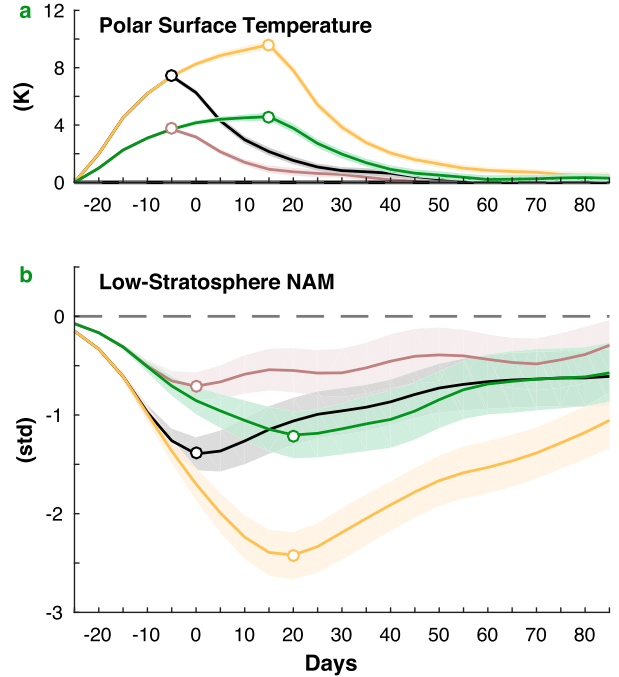 a
Polar Surface Temperature
12
8
4
0
(K)
-20 -10 0 10 20 30 40 50 60 70 80
b
Low-Stratosphere NAM
0
-1
-2
-3
(std)
-20 -10 0 10 20 30 40 50 60 70 80
Days